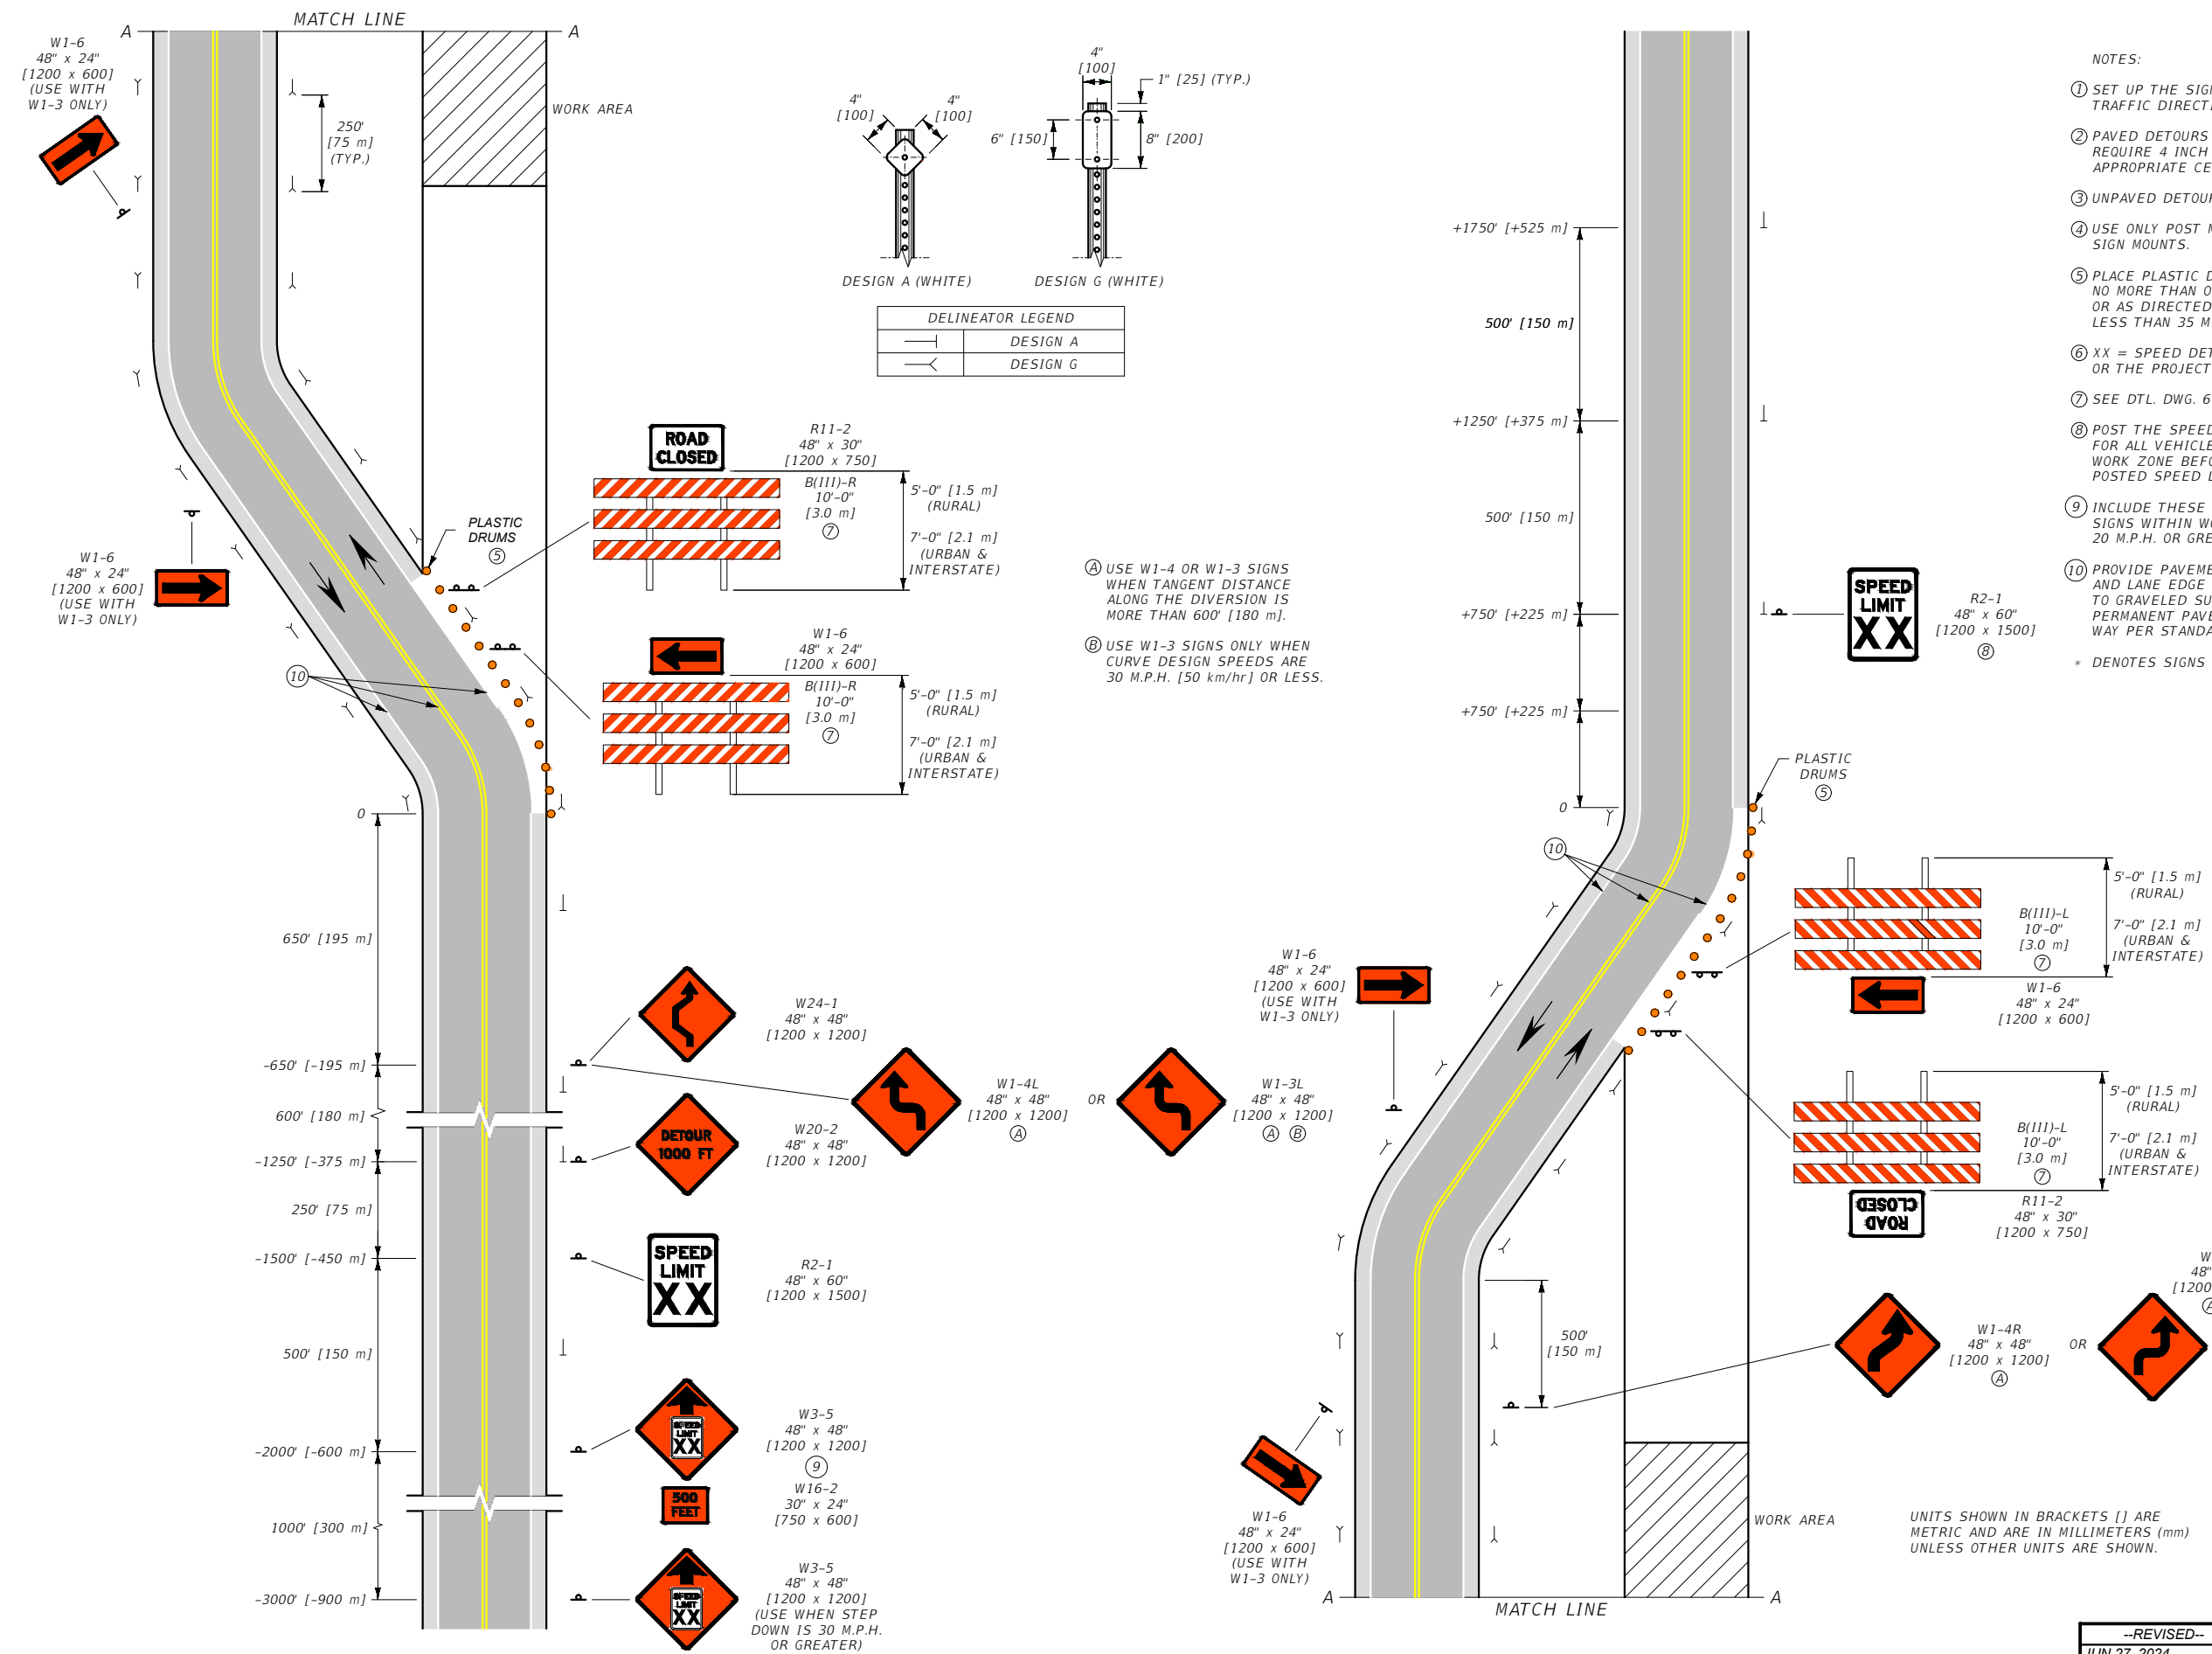 MATCH LINE
A
A
W1-6
48" x 24"
[1200 x 600]
(USE WITH
W1-3 ONLY)
250'
[75 m]
(TYP.)
WORK AREA
4"
[100]
4"
[100]
DESIGN A (WHITE)
4"
[100]
1" [25] (TYP.)
6" [150]
8" [200]
DESIGN G (WHITE)
DELINEATOR LEGEND
DESIGN A
DESIGN G
ROAD
CLOSED
R11-2
48" x 30"
[1200 x 750]
B(III)-R
10'-0"
[3.0 m]
7
5'-0" [1.5 m]
(RURAL)
7'-0" [2.1 m]
(URBAN &
INTERSTATE)
PLASTIC
DRUMS
5
W1-6
48" x 24"
[1200 x 600]
(USE WITH
W1-3 ONLY)
W1-6
48" x 24"
[1200 x 600]
B(III)-R
10'-0"
[3.0 m]
7
5'-0" [1.5 m]
(RURAL)
7'-0" [2.1 m]
(URBAN &
INTERSTATE)
10
A USE W1-4 OR W1-3 SIGNS
WHEN TANGENT DISTANCE
ALONG THE DIVERSION IS
MORE THAN 600' [180 m].
B USE W1-3 SIGNS ONLY WHEN
CURVE DESIGN SPEEDS ARE
30 M.P.H. [50 km/hr] OR LESS.
0
650' [195 m]
-650' [-195 m]
600' [180 m]
-1250' [-375 m]
250' [75 m]
-1500' [-450 m]
500' [150 m]
-2000' [-600 m]
1000' [300 m]
-3000' [-900 m]
W24-1
48" x 48"
[1200 x 1200]
W1-4L
48" x 48"
[1200 x 1200]
A
OR
W1-3L
48" x 48"
[1200 x 1200]
A B
DETOUR
1000 FT
W20-2
48" x 48"
[1200 x 1200]
SPEED
LIMIT
XX
R2-1
48" x 60"
[1200 x 1500]
SPEED
LIMIT
XX
W3-5
48" x 48"
[1200 x 1200]
9
500
FEET
W16-2
30" x 24"
[750 x 600]
SPEED
LIMIT
XX
W3-5
48" x 48"
[1200 x 1200]
(USE WHEN STEP
DOWN IS 30 M.P.H.
OR GREATER)
+1750' [+525 m]
500' [150 m]
+1250' [+375 m]
500' [150 m]
+750' [+225 m]
+750' [+225 m]
0
SPEED
LIMIT
XX
R2-1
48" x 60"
[1200 x 1500]
8
PLASTIC
DRUMS
5
10
W1-6
48" x 24"
[1200 x 600]
(USE WITH
W1-3 ONLY)
B(III)-L
10'-0"
[3.0 m]
7
5'-0" [1.5 m]
(RURAL)
7'-0" [2.1 m]
(URBAN &
INTERSTATE)
W1-6
48" x 24"
[1200 x 600]
B(III)-L
10'-0"
[3.0 m]
7
5'-0" [1.5 m]
(RURAL)
7'-0" [2.1 m]
(URBAN &
INTERSTATE)
ROAD
CLOSED
R11-2
48" x 30"
[1200 x 750]
500'
[150 m]
W1-4R
48" x 48"
[1200 x 1200]
A
OR
W
48"
[1200
W1-6
48" x 24"
[1200 x 600]
(USE WITH
W1-3 ONLY)
WORK AREA
A
A
MATCH LINE
UNITS SHOWN IN BRACKETS [] ARE
METRIC AND ARE IN MILLIMETERS (mm)
UNLESS OTHER UNITS ARE SHOWN.
NOTES:
1 SET UP THE SIG
TRAFFIC DIRECTI
2 PAVED DETOURS
REQUIRE 4 INCH
APPROPRIATE CE
3 UNPAVED DETOUR
4 USE ONLY POST M
SIGN MOUNTS.
5 PLACE PLASTIC D
NO MORE THAN O
OR AS DIRECTED
LESS THAN 35 M
6 XX = SPEED DET
OR THE PROJECT
7 SEE DTL. DWG. 6
8 POST THE SPEED
FOR ALL VEHICLE
WORK ZONE BEFO
POSTED SPEED L
9 INCLUDE THESE
SIGNS WITHIN WO
20 M.P.H. OR GRE
10 PROVIDE PAVEME
AND LANE EDGE
TO GRAVELED SU
PERMANENT PAVE
WAY PER STANDA
* DENOTES SIGNS
--REVISED--
JUN 27, 2024